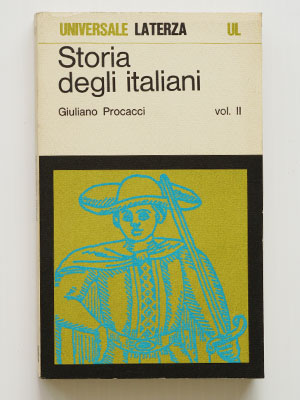 UNIVERSALE LATERZA UL
Storia
degli italiani
Giuliano Procacci vol. II